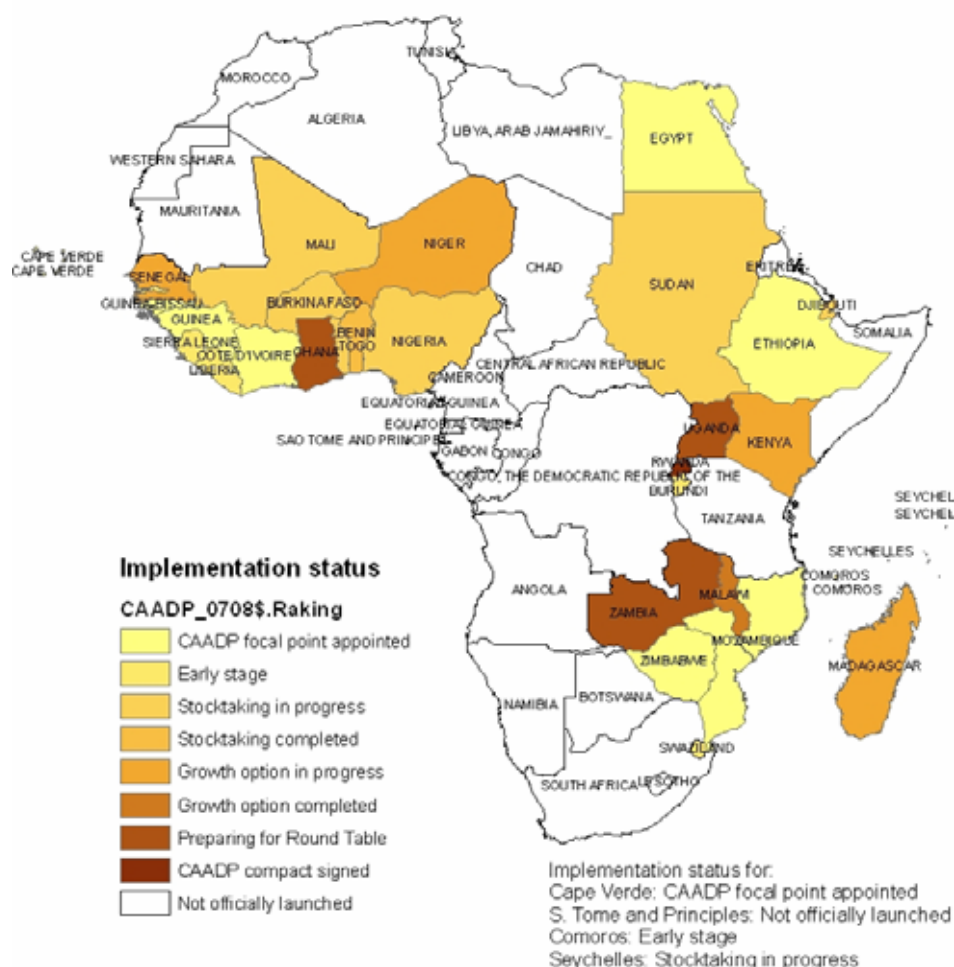 TUNISI
MOROCCO
ALGERIA
LIBYA, ARAB JAMAHIRIY_
EGYPT
WESTERN SAHARA
MAURITANIA
MALI
NIGER
CHAD
SUDAN
ERITRE
CAPE VERDE
CAPE VERDE
SENEGAL
GUINEA-BISSAU
GUINEA
BURKINA FASO
BENIN
TOGO
NIGERIA
DJIBOUTI
SOMALIA
SIERRA LEONE
COTE D'IVOIRE
GHANA
LIBERIA
ETHIOPIA
CENTRAL AFRICAN REPUBLIC
CAMEROON
EQUATORIAL GUINEA
EQUATORIAL GUINEA
SAO TOME AND PRINCIPE
GABON
CONGO
UGANDA
KENYA
RWANDA
CONGO, THE DEMOCRATIC REPUBLIC OF THE
BURUNDI
TANZANIA
SEYCHEL
SEYCHEL
SEYCHELLES
COMOROS
COMOROS
ANGOLA
ZAMBIA
MALAWI
MOZAMBIQUE
ZIMBABWE
MADAGASCAR
NAMIBIA
BOTSWANA
SWAZILAND
SOUTH AFRICA
LESOTHO
Implementation status
CAADP_0708$.Raking
CAADP focal point appointed
Early stage
Stocktaking in progress
Stocktaking completed
Growth option in progress
Growth option completed
Preparing for Round Table
CAADP compact signed
Not officially launched
Implementation status for:
Cape Verde: CAADP focal point appointed
S. Tome and Principles: Not officially launched
Comoros: Early stage
Seychelles: Stocktaking in progress